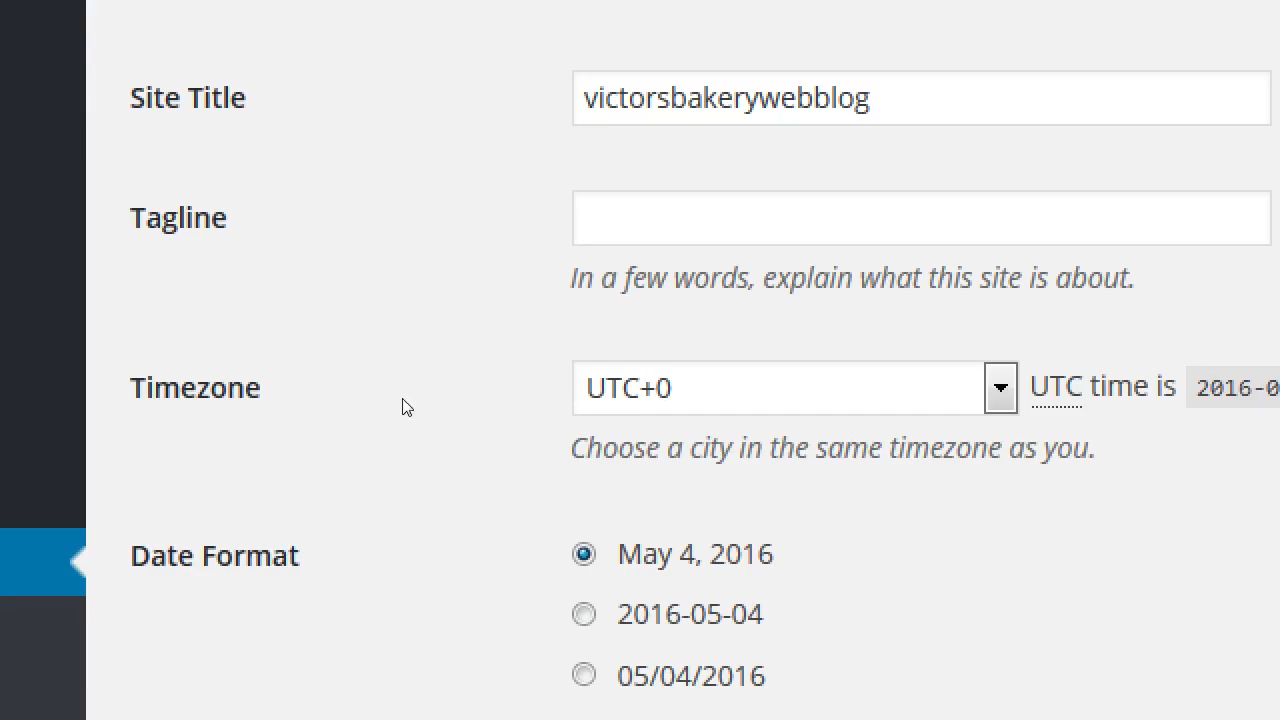 Site Title
victorsbakerywebblog
Tagline
In a few words, explain what this site is about.
Timezone
UTC+0
UTC time is 2016-0
Choose a city in the same timezone as you.
Date Format
May 4, 2016
2016-05-04
05/04/2016